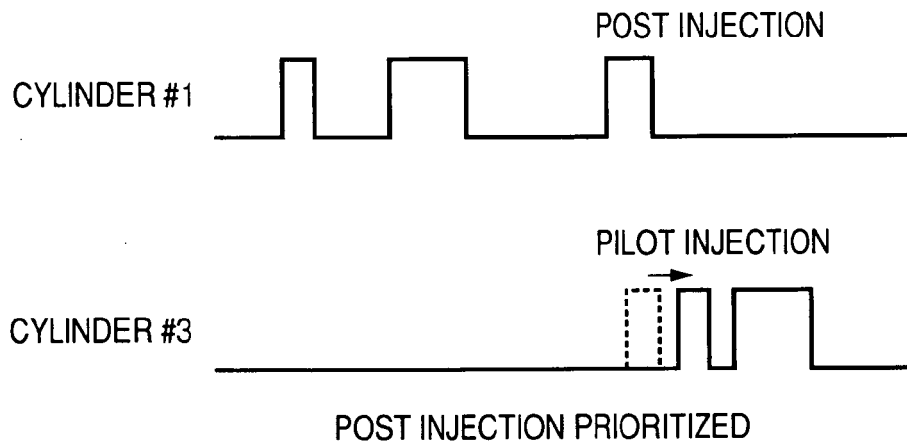 POST INJECTION
CYLINDER #1
PILOT INJECTION
CYLINDER #3
POST INJECTION PRIORITIZED